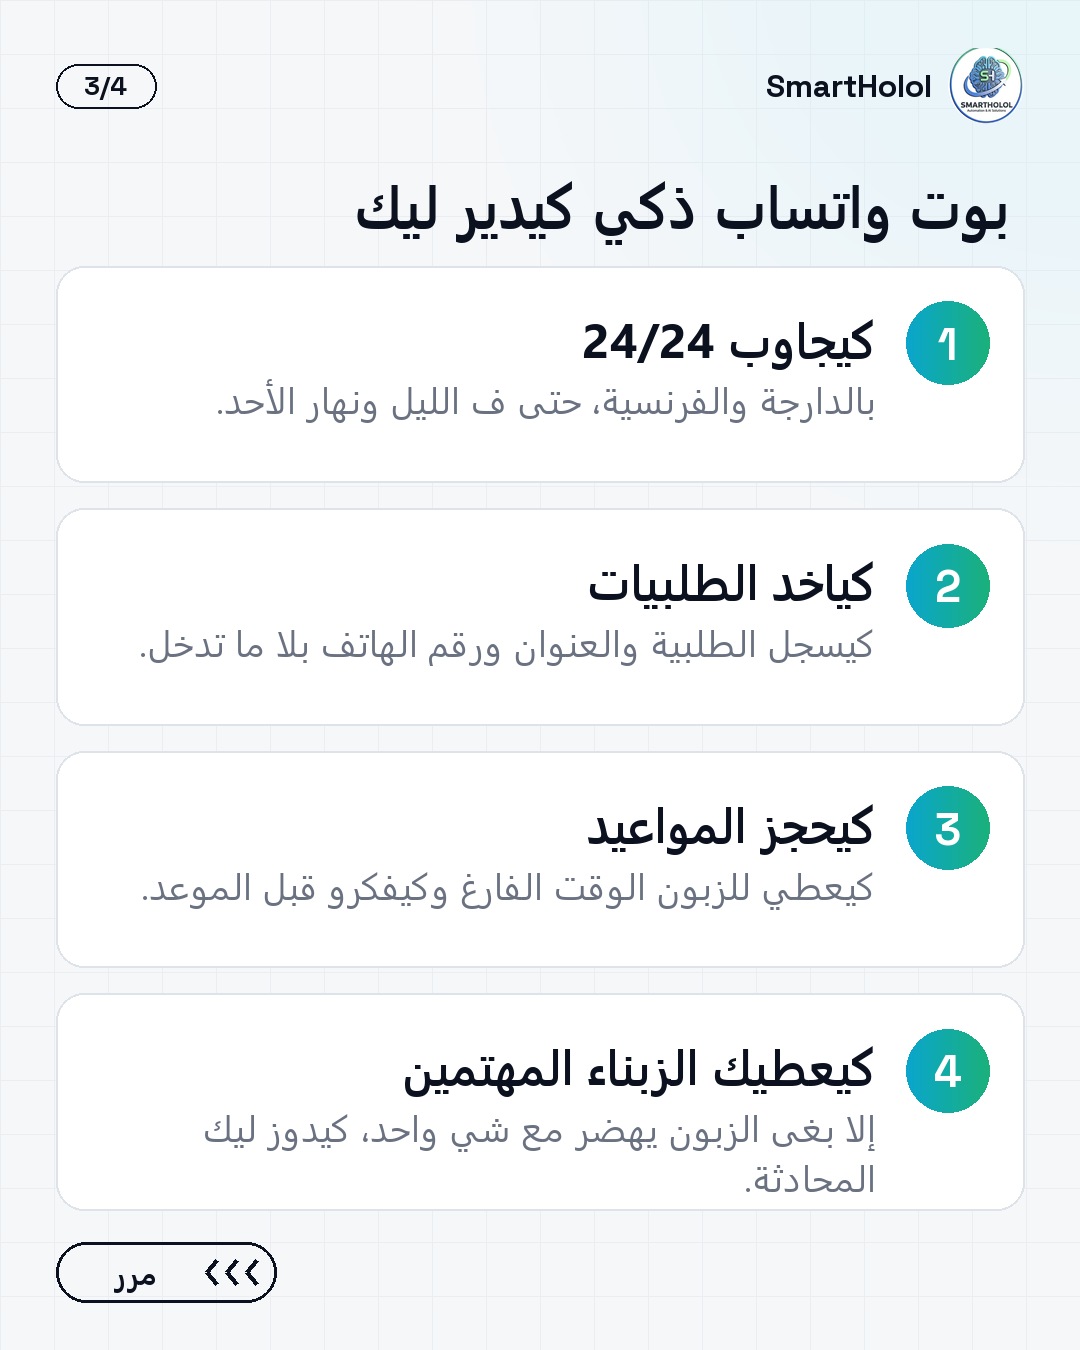 SmartHolol
SMARTHOLOL
3/4
بوت واتساب ذكي كيدير ليك
1
كيجاوب 24/24
بالدارجة والفرنسية، حتى ف الليل ونهار الأحد.
2
كياخد الطلبيات
كيسجل الطلبية والعنوان ورقم الهاتف بلا ما تدخل.
3
كيحجز المواعيد
كيعطي للزبون الوقت الفارغ وكيفكرو قبل الموعد.
4
كيعطيك الزبناء المهتمين
إلا بغى الزبون يهضر مع شي واحد، كيدوز ليك
المحادثة.
مرر